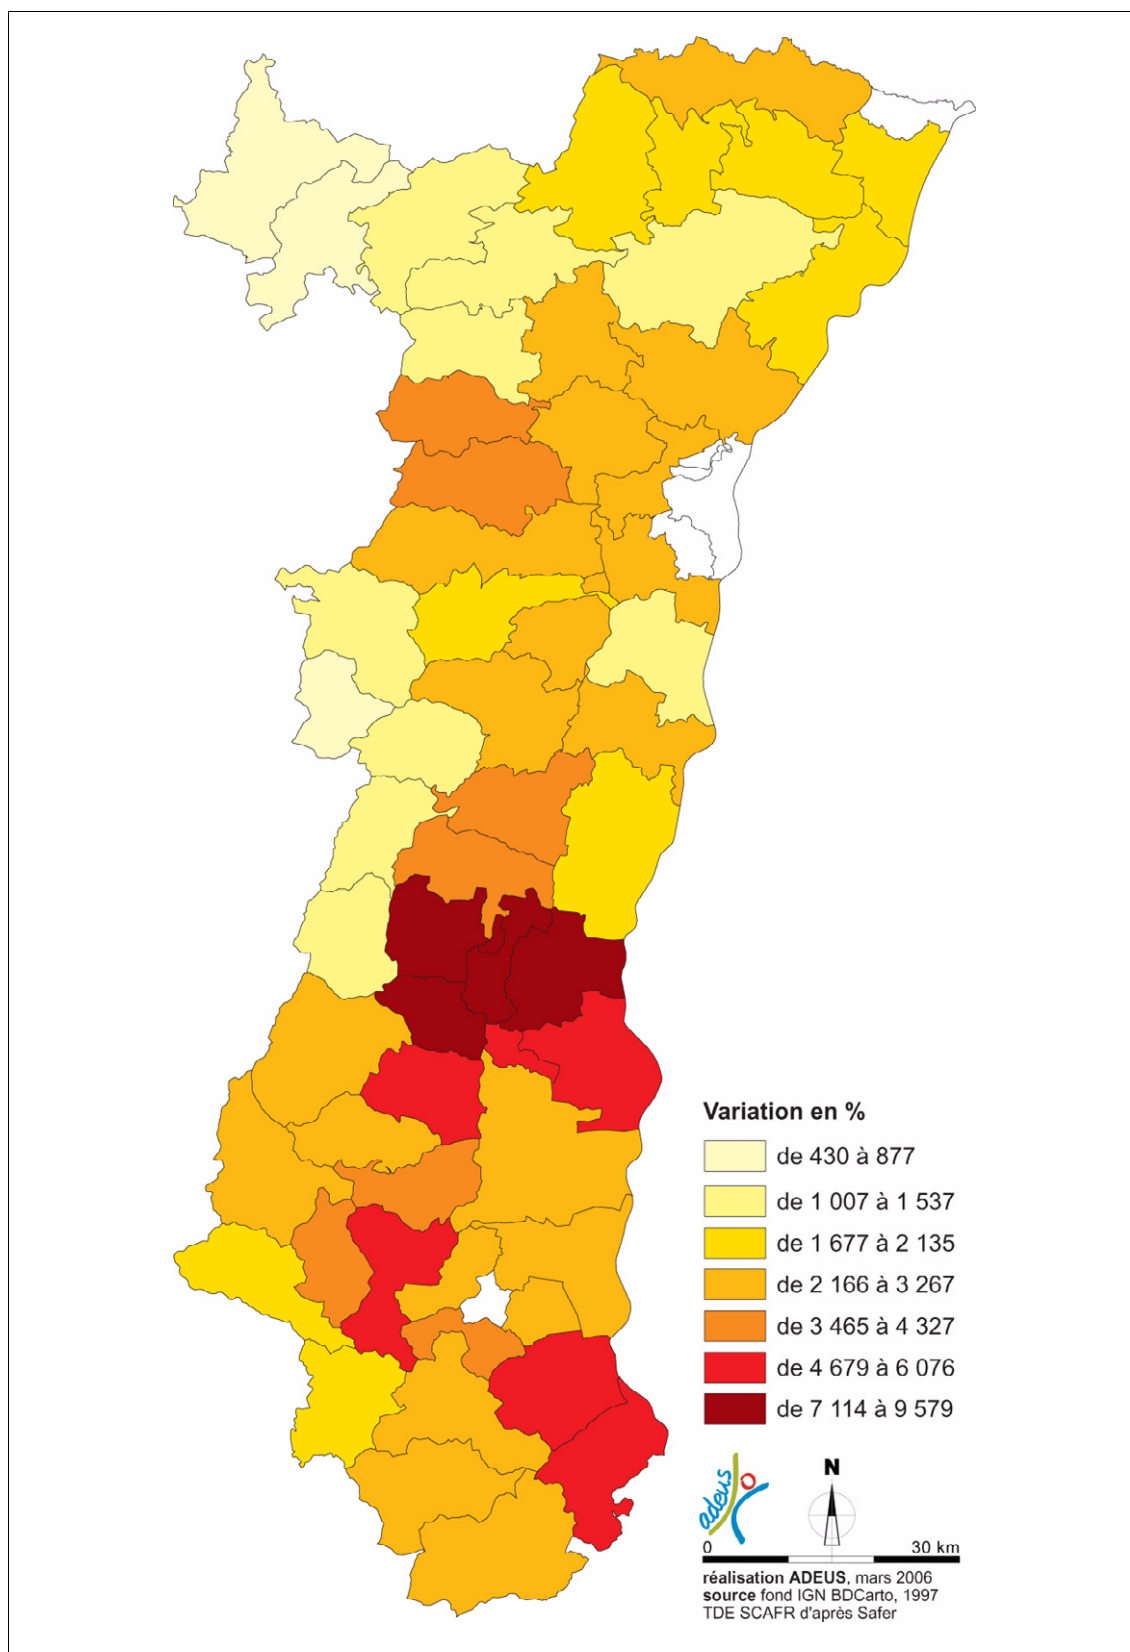 Variation en %
de 430 à 877
de 1 007 à 1 537
de 1 677 à 2 135
de 2 166 à 3 267
de 3 465 à 4 327
de 4 679 à 6 076
de 7 114 à 9 579
adeus
N
0 30 km
réalisation ADEUS, mars 2006
source fond IGN BDCarto, 1997
TDE SCAFR d'après Safer